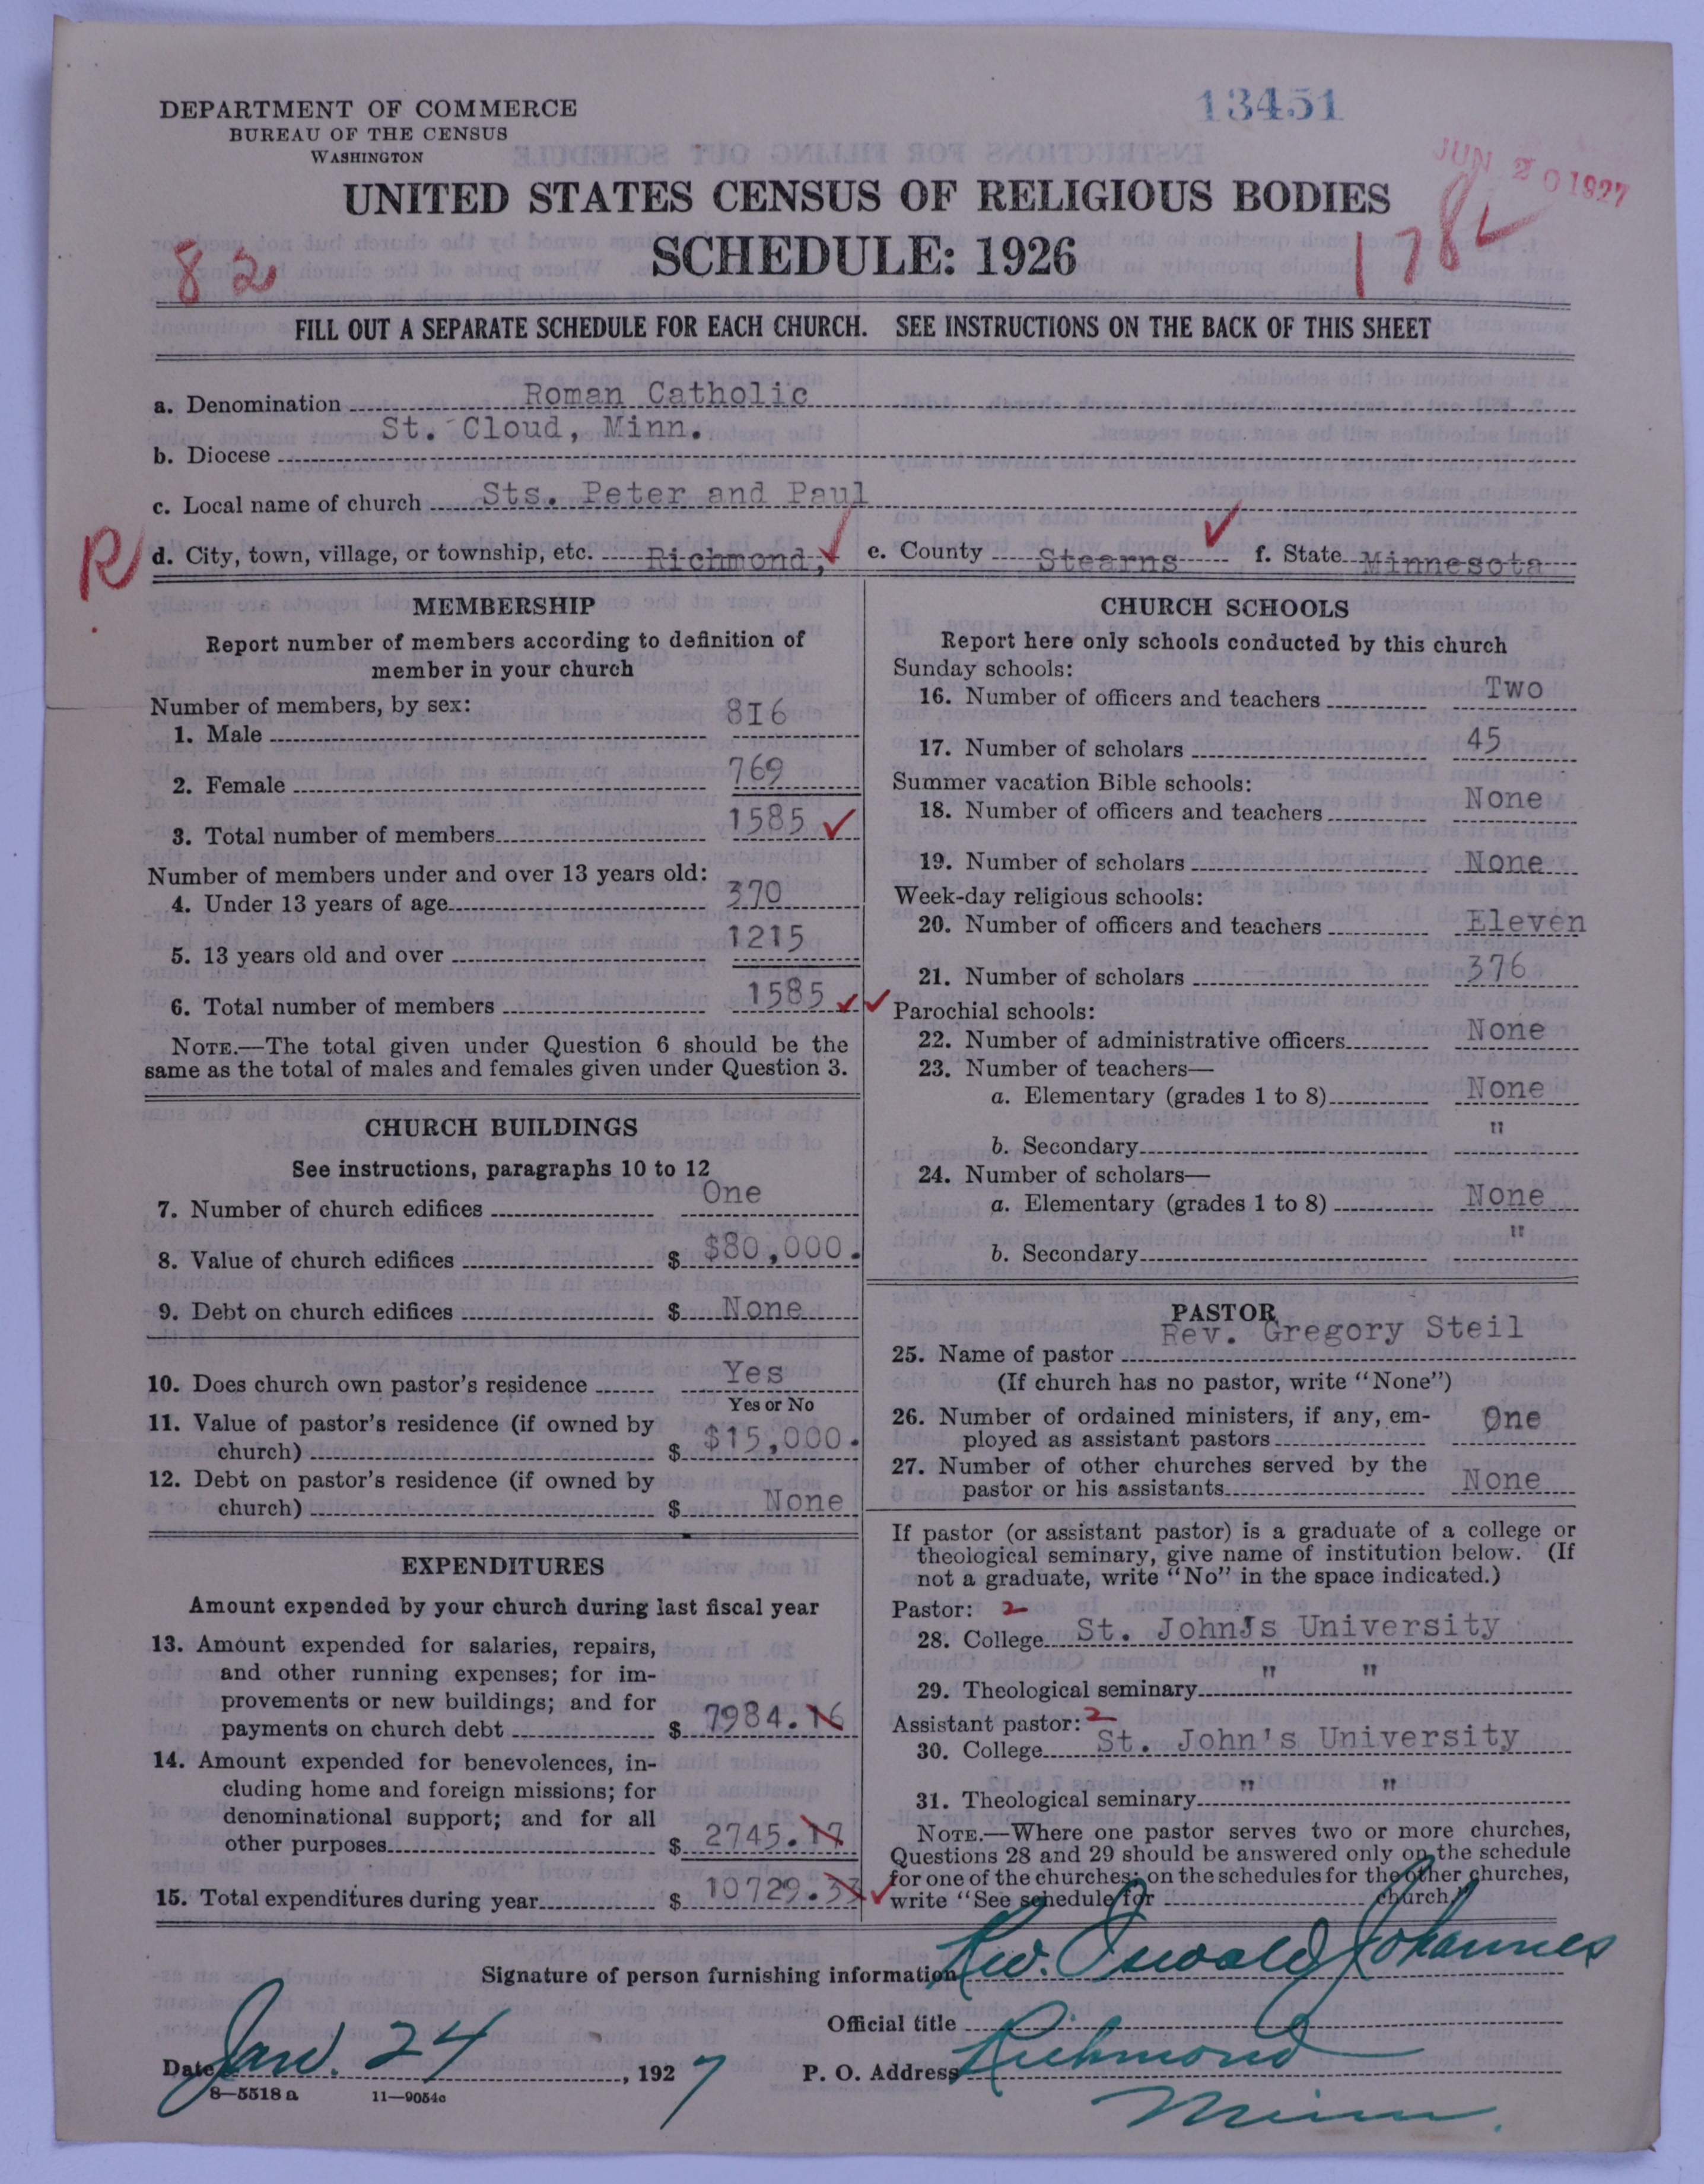 DEPARTMENT OF COMMERCE
BUREAU OF THE CENSUS
WASHINGTON
13451
JUN 20 1927
UNITED STATES CENSUS OF RELIGIOUS BODIES
SCHEDULE: 1926
82
1782
FILL OUT A SEPARATE SCHEDULE FOR EACH CHURCH. SEE INSTRUCTIONS ON THE BACK OF THIS SHEET
a. Denomination Roman Catholic
b. Diocese St. Cloud, Minn.
c. Local name of church Sts. Peter and Paul
R d. City, town, village, or township, etc. Richmond, e. County Stearns f. State Minnesota
MEMBERSHIP
Report number of members according to definition of
member in your church
Number of members, by sex:
1. Male 8I6
2. Female 769
3. Total number of members 1585
Number of members under and over 13 years old:
4. Under 13 years of age 370
5. 13 years old and over 1215
6. Total number of members 1585
NOTE.—The total given under Question 6 should be the
same as the total of males and females given under Question 3.
CHURCH BUILDINGS
See instructions, paragraphs 10 to 12
7. Number of church edifices One
8. Value of church edifices $ $80,000.
9. Debt on church edifices $ None
10. Does church own pastor's residence Yes
Yes or No
11. Value of pastor's residence (if owned by
church) $ $15,000.
12. Debt on pastor's residence (if owned by
church) $ None
EXPENDITURES
Amount expended by your church during last fiscal year
13. Amount expended for salaries, repairs,
and other running expenses; for im-
provements or new buildings; and for
payments on church debt $ 7984.16
14. Amount expended for benevolences, in-
cluding home and foreign missions; for
denominational support; and for all
other purposes $ 2745.17
15. Total expenditures during year $ 10729.33
CHURCH SCHOOLS
Report here only schools conducted by this church
Sunday schools:
16. Number of officers and teachers Two
17. Number of scholars 45
Summer vacation Bible schools:
18. Number of officers and teachers None
19. Number of scholars None
Week-day religious schools:
20. Number of officers and teachers Eleven
21. Number of scholars 376
Parochial schools:
22. Number of administrative officers None
23. Number of teachers—
a. Elementary (grades 1 to 8) None
b. Secondary "
24. Number of scholars—
a. Elementary (grades 1 to 8) None
b. Secondary "
PASTOR
25. Name of pastor Rev. Gregory Steil
(If church has no pastor, write "None")
26. Number of ordained ministers, if any, em-
ployed as assistant pastors One
27. Number of other churches served by the
pastor or his assistants None
If pastor (or assistant pastor) is a graduate of a college or
theological seminary, give name of institution below. (If
not a graduate, write "No" in the space indicated.)
Pastor: 2
28. College St. John's University
29. Theological seminary " "
Assistant pastor: 2
30. College St. John's University
31. Theological seminary " "
NOTE.—Where one pastor serves two or more churches,
Questions 28 and 29 should be answered only on the schedule
for one of the churches; on the schedules for the other churches,
write "See schedule for church"
Signature of person furnishing information Rev. Oswald Johannes
Official title
Date Jan. 24, 1927 P. O. Address Richmond
Minn.
8—5518 a 11—9054c